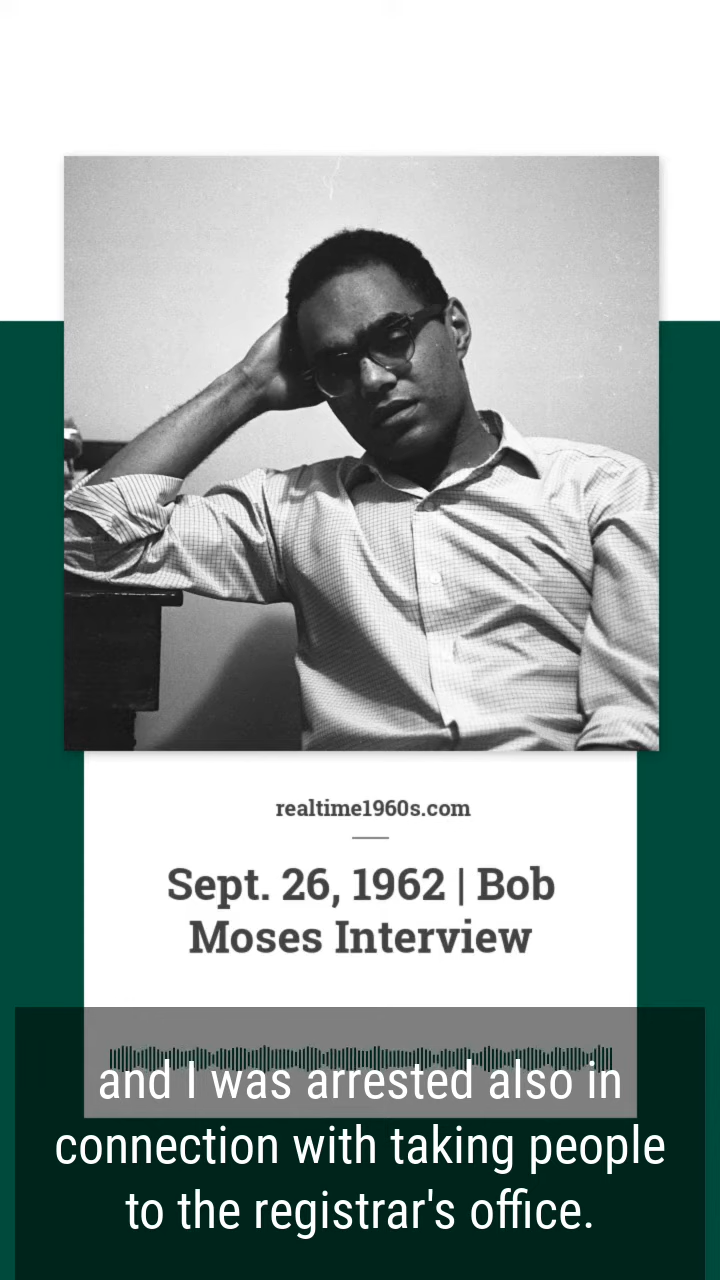 realtime1960s.com
Sept. 26, 1962 | Bob
Moses Interview
and I was arrested also in
connection with taking people
to the registrar's office.